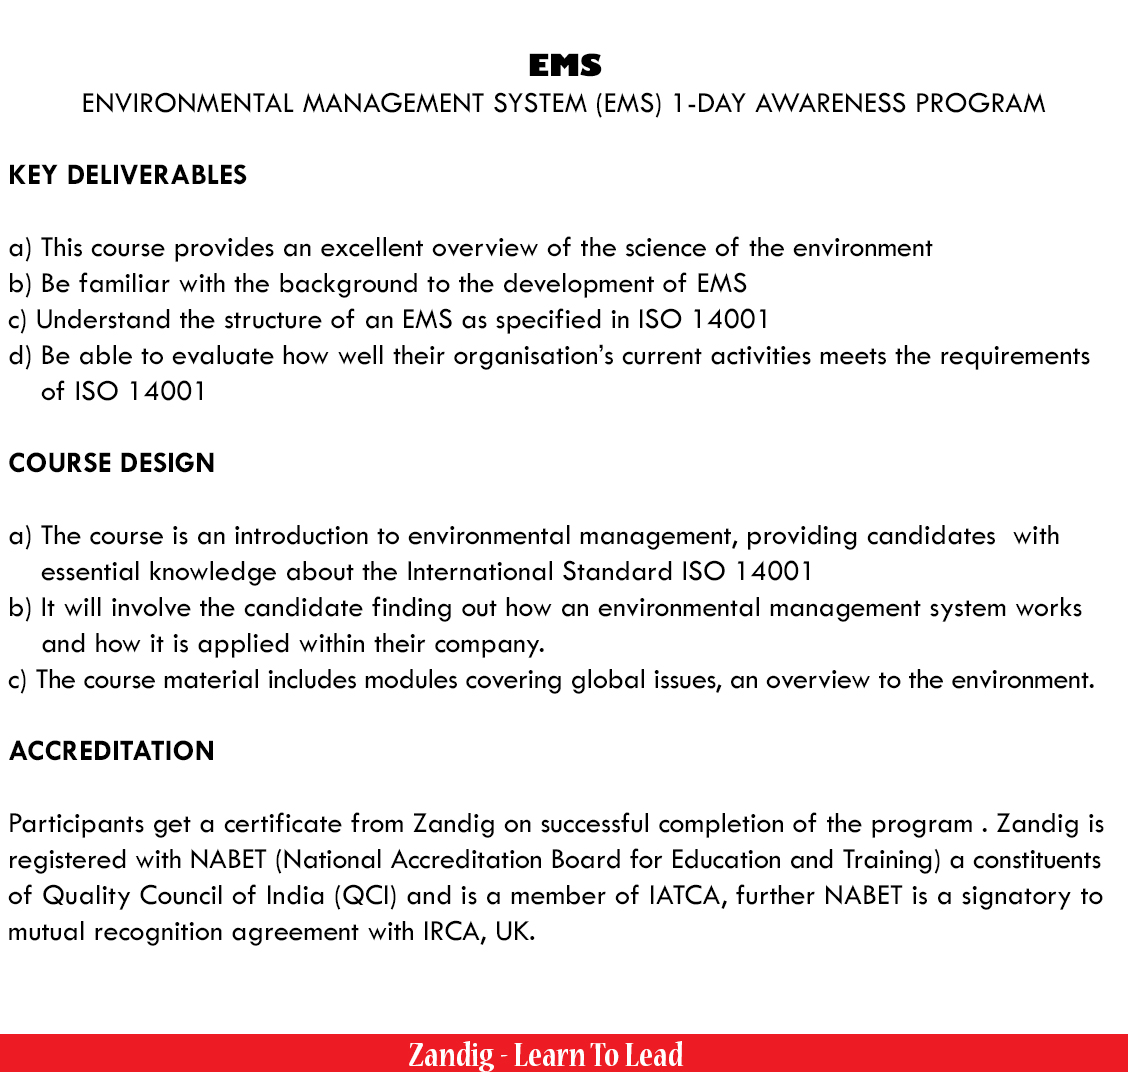 EMS
ENVIRONMENTAL MANAGEMENT SYSTEM (EMS) 1-DAY AWARENESS PROGRAM
KEY DELIVERABLES
a) This course provides an excellent overview of the science of the environment
b) Be familiar with the background to the development of EMS
c) Understand the structure of an EMS as specified in ISO 14001
d) Be able to evaluate how well their organisation’s current activities meets the requirements
of ISO 14001
COURSE DESIGN
a) The course is an introduction to environmental management, providing candidates  with
essential knowledge about the International Standard ISO 14001
b) It will involve the candidate finding out how an environmental management system works
and how it is applied within their company.
c) The course material includes modules covering global issues, an overview to the environment.
ACCREDITATION
Participants get a certificate from Zandig on successful completion of the program . Zandig is
registered with NABET (National Accreditation Board for Education and Training) a constituents
of Quality Council of India (QCI) and is a member of IATCA, further NABET is a signatory to
mutual recognition agreement with IRCA, UK.
Zandig - Learn To Lead